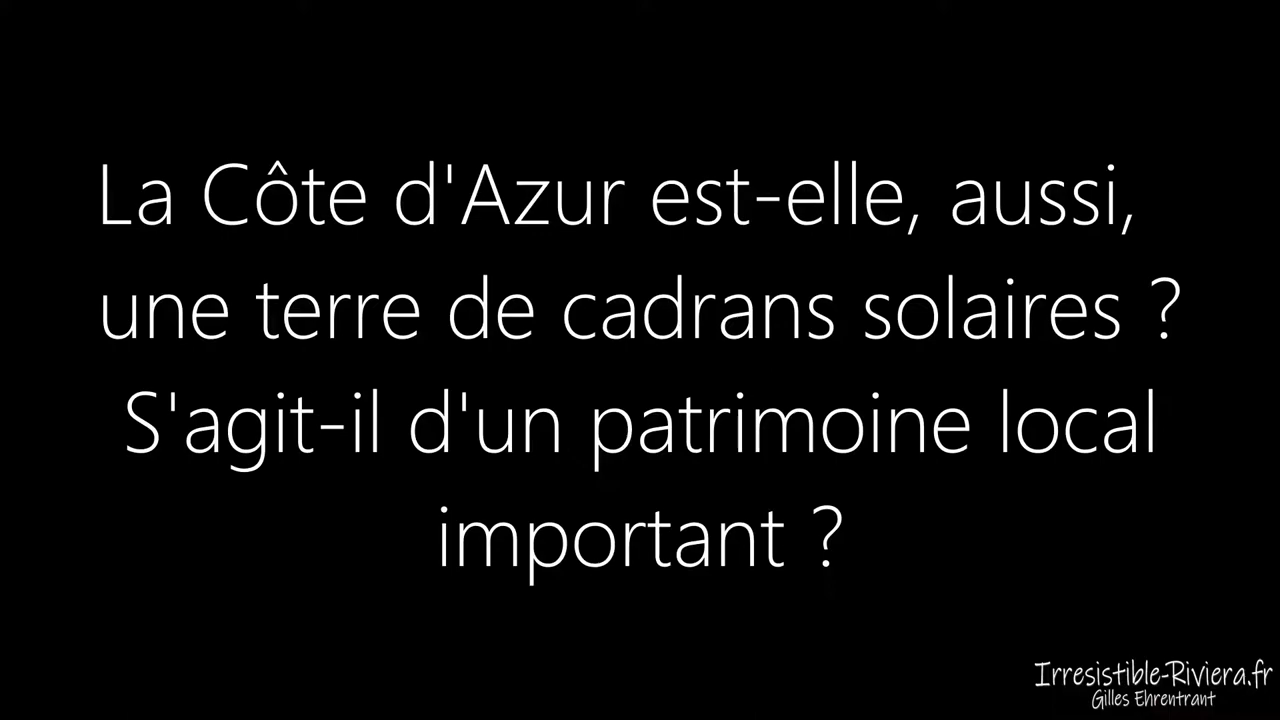 La Côte d'Azur est-elle, aussi,
une terre de cadrans solaires ?
S'agit-il d'un patrimoine local
important ?
Irresistible-Riviera.fr
Gilles Ehrentrant